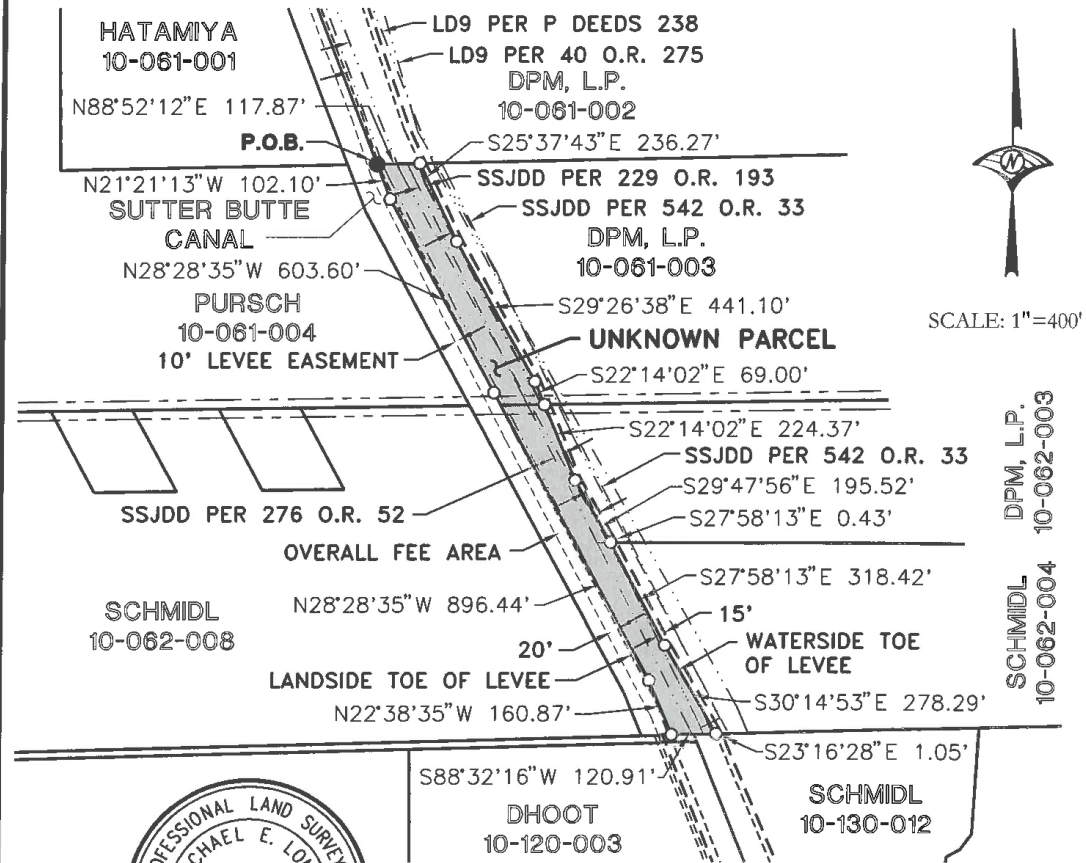 HATAMIYA
10-061-001
LD9 PER P DEEDS 238
LD9 PER 40 O.R. 275
DPM, L.P.
10-061-002
N88°52'12"E 117.87'
P.O.B.
S25°37'43"E 236.27'
N21°21'13"W 102.10'
SSJDD PER 229 O.R. 193
SUTTER BUTTE
CANAL
SSJDD PER 542 O.R. 33
DPM, L.P.
10-061-003
N
N28°28'35"W 603.60'
PURSCH
10-061-004
S29°26'38"E 441.10'
SCALE: 1"=400'
10' LEVEE EASEMENT
UNKNOWN PARCEL
S22°14'02"E 69.00'
S22°14'02"E 224.37'
SSJDD PER 542 O.R. 33
DPM, L.P.
10-062-003
S29°47'56"E 195.52'
SSJDD PER 276 O.R. 52
S27°58'13"E 0.43'
OVERALL FEE AREA
S27°58'13"E 318.42'
N28°28'35"W 896.44'
SCHMIDL
10-062-008
15'
20'
WATERSIDE TOE
OF LEVEE
SCHMIDL
10-062-004
LANDSIDE TOE OF LEVEE
S30°14'53"E 278.29'
N22°38'35"W 160.87'
S23°16'28"E 1.05'
S88°32'16"W 120.91'
DHOOT
10-120-003
SCHMIDL
10-130-012
LAND